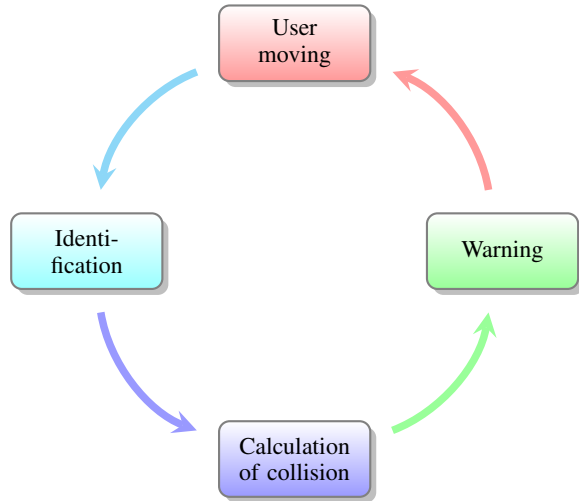 User
moving
Identi-
fication
Warning
Calculation
of collision